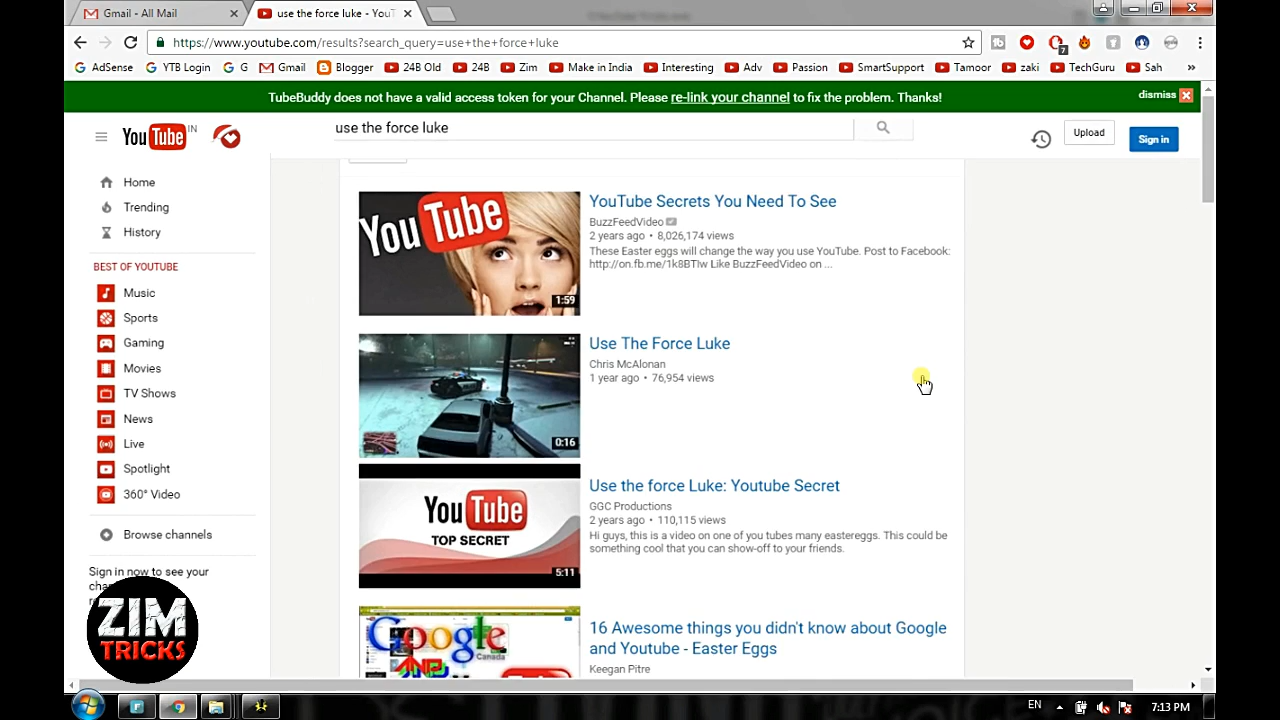 Gmail - All Mail
use the force luke - YouT
https://www.youtube.com/results?search_query=use+the+force+luke
7
AdSense YTB Login G Gmail Blogger 24B Old 24B Zim Make in India Interesting Adv Passion SmartSupport Tamoor zaki TechGuru Sah »
TubeBuddy does not have a valid access token for your Channel. Please re-link your channel to fix the problem. Thanks!
dismiss
YouTube IN
use the force luke
Upload
Sign in
Home
Trending
History
BEST OF YOUTUBE
Music
Sports
Gaming
Movies
TV Shows
News
Live
Spotlight
360° Video
Browse channels
Sign in now to see your
ZIM
TRICKS
YouTube
1:59
YouTube Secrets You Need To See
BuzzFeedVideo
2 years ago • 8,026,174 views
These Easter eggs will change the way you use YouTube. Post to Facebook:
http://on.fb.me/1k8BTIw Like BuzzFeedVideo on ...
0:16
Use The Force Luke
Chris McAlonan
1 year ago • 76,954 views
YouTube
TOP SECRET
5:11
Use the force Luke: Youtube Secret
GGC Productions
2 years ago • 110,115 views
Hi guys, this is a video on one of you tubes many eastereggs. This could be
something cool that you can show-off to your friends.
Google
Canada
16 Awesome things you didn't know about Google
and Youtube - Easter Eggs
Keegan Pitre
EN
7:13 PM